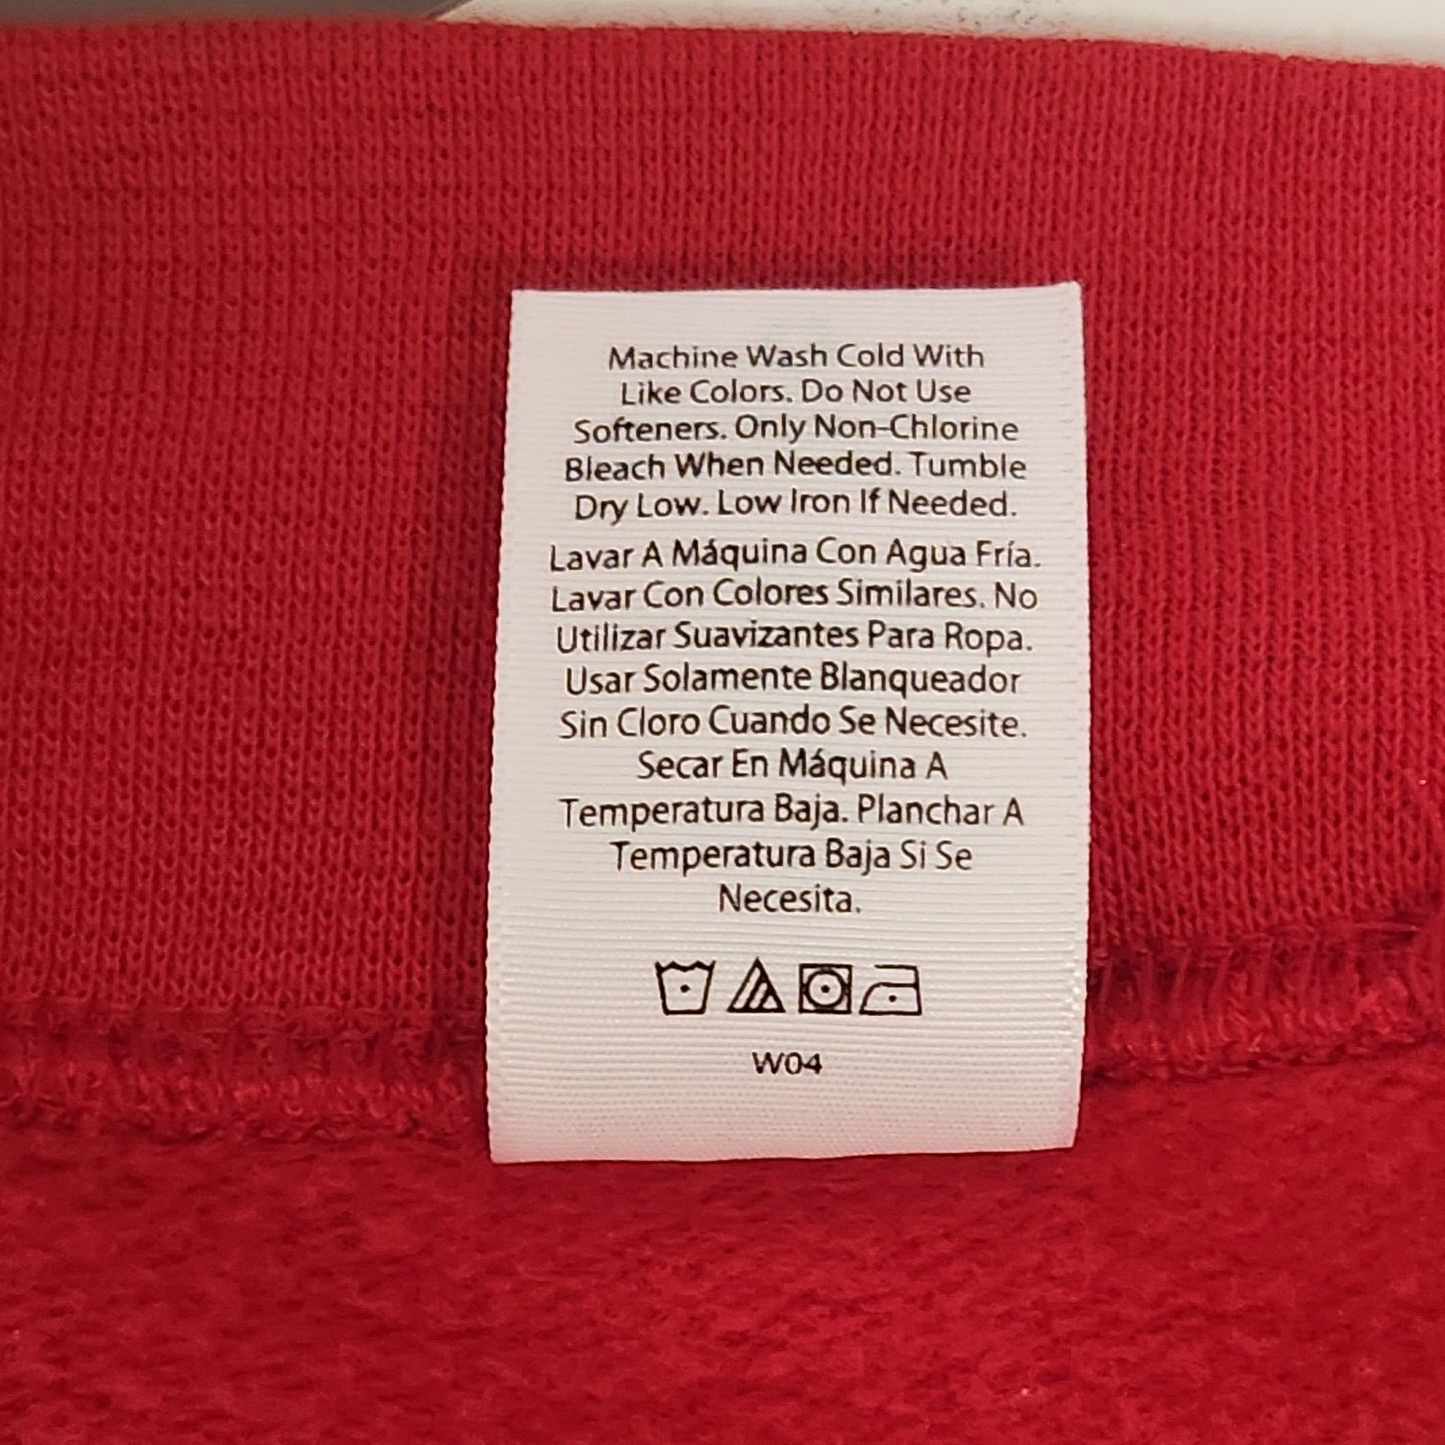 Machine Wash Cold With
Like Colors. Do Not Use
Softeners. Only Non-Chlorine
Bleach When Needed. Tumble
Dry Low. Low Iron If Needed.
Lavar A Máquina Con Agua Fría.
Lavar Con Colores Similares. No
Utilizar Suavizantes Para Ropa.
Usar Solamente Blanqueador
Sin Cloro Cuando Se Necesite.
Secar En Máquina A
Temperatura Baja. Planchar A
Temperatura Baja Si Se
Necesita.
W04